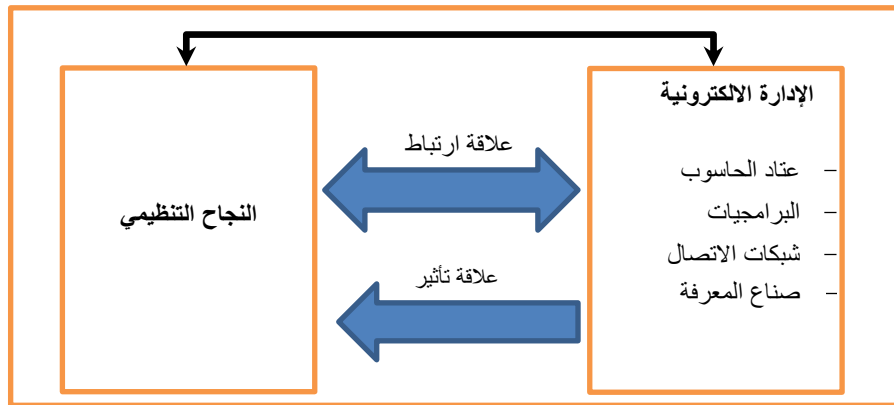 الإدارة الالكترونية
– عتاد الحاسوب
– البرامجيات
– شبكات الاتصال
– صناع المعرفة
علاقة ارتباط
علاقة تأثير
النجاح التنظيمي